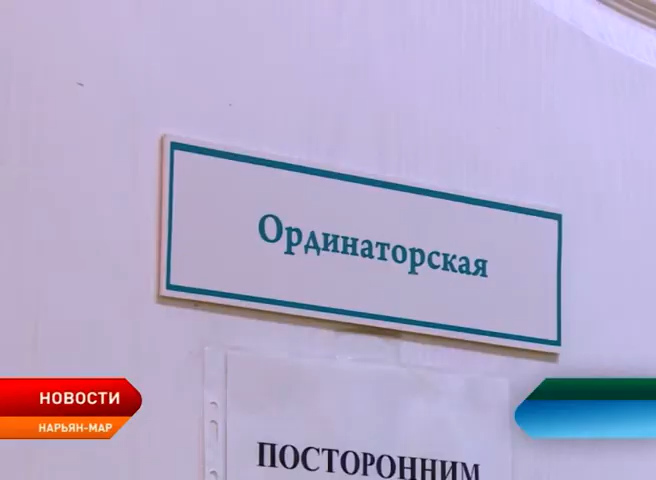 Ординаторская
НОВОСТИ
НАРЬЯН-МАР
ПОСТОРОННИМ